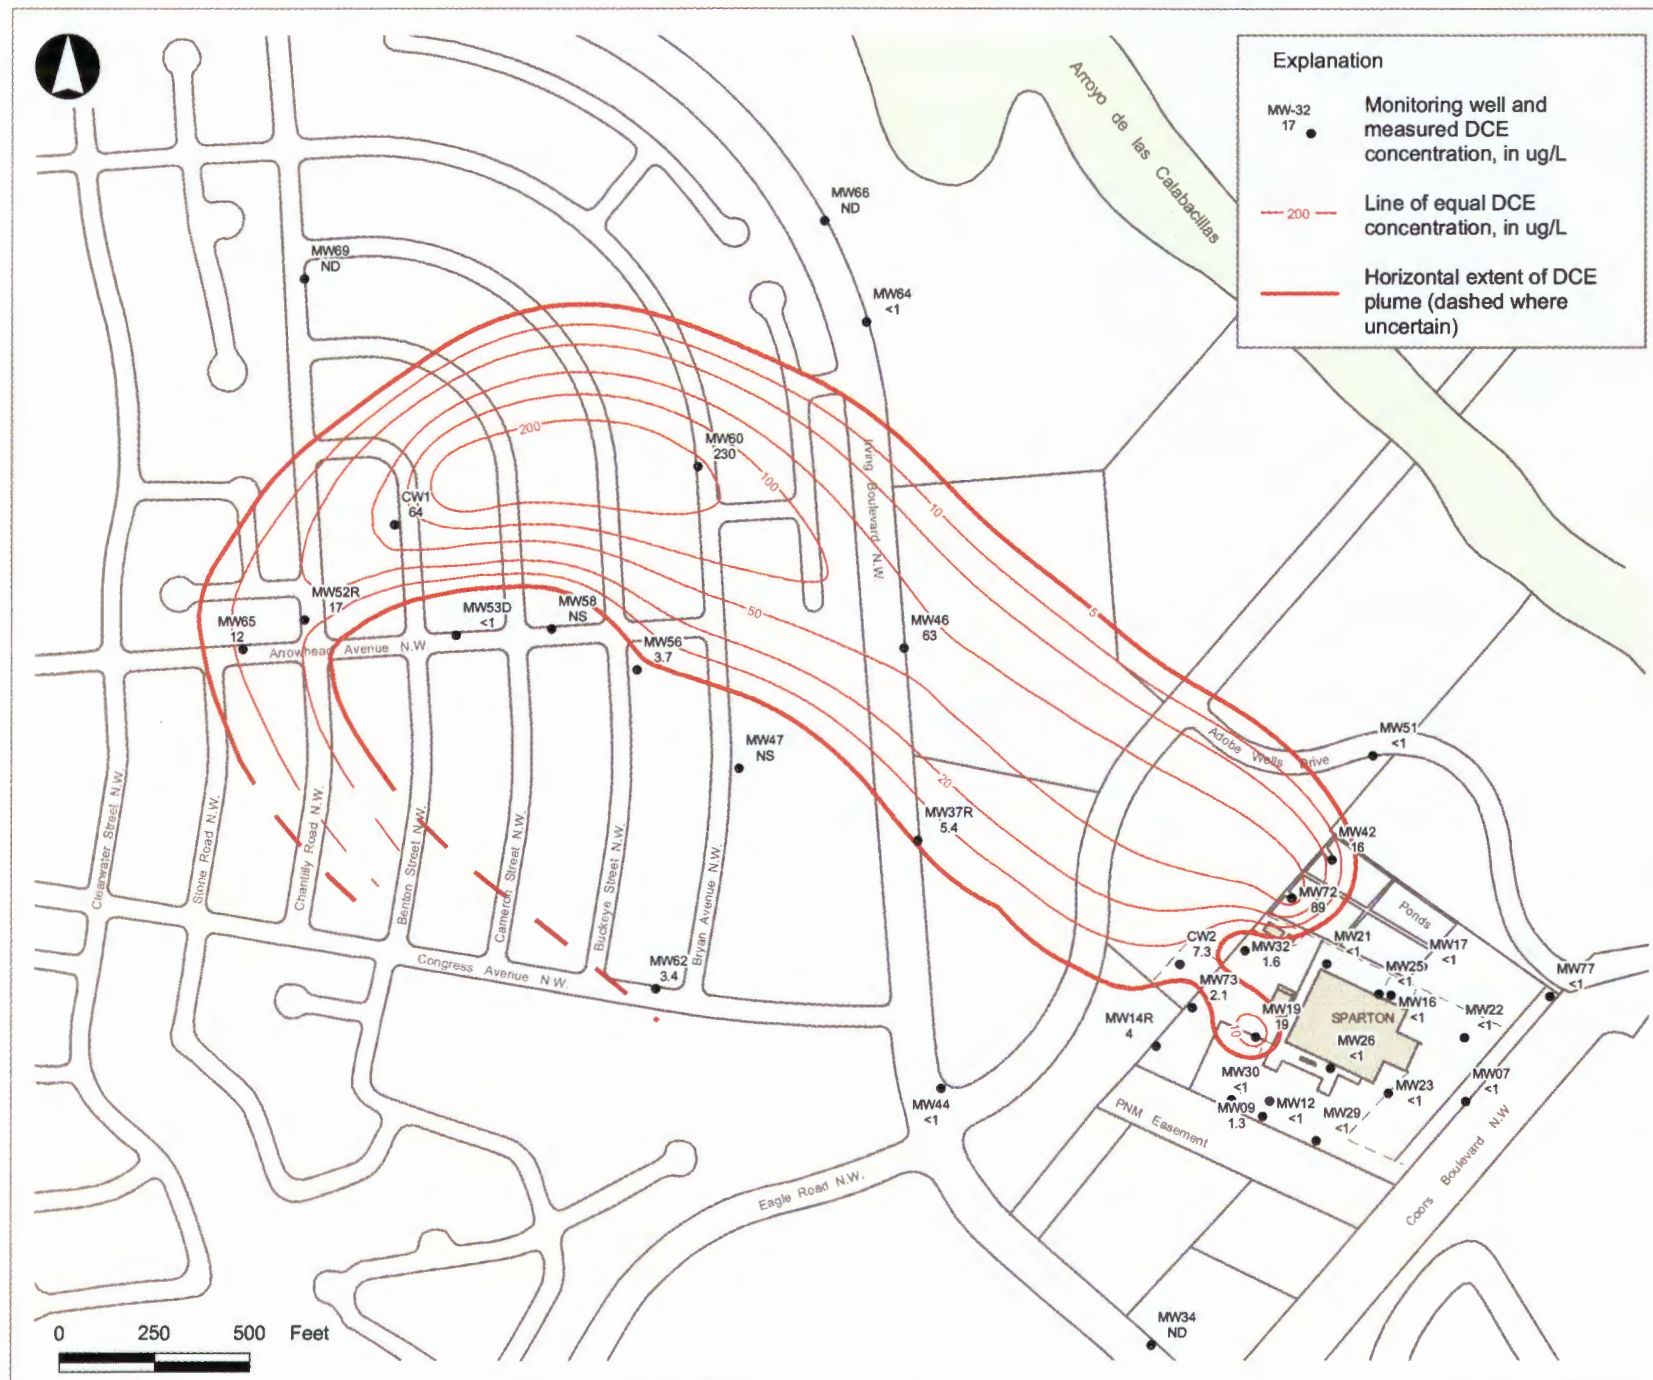 Explanation
MW-32
17
Monitoring well and
measured DCE
concentration, in ug/L
200
Line of equal DCE
concentration, in ug/L
Horizontal extent of DCE
plume (dashed where
uncertain)
Arroyo de las Calabacillas
MW66
ND
MW69
ND
MW64
<1
200
MW60
230
100
Irving Boulevard N.W.
10
CW1
64
MW52R
17
MW65
12
MW53D
<1
MW58
NS
50
5
MW46
63
Arrowhead Avenue N.W
MW56
3.7
MW47
NS
Adobe Wells Drive
MW51
<1
20
MW37R
5.4
MW42
16
Clearwater Street N.W.
Stone Road N.W.
Chantilly Road N.W.
Benton Street N.W.
Cameron Street N.W.
Buckeye Street N.W.
Bryan Avenue N.W.
MW72
89
Ponds
CW2
7.3
MW32
1.6
MW21
<1
MW17
<1
Congress Avenue N.W.
MW62
3.4
MW25
<1
MW77
<1
MW73
2.1
MW16
<1
MW22
<1
MW14R
4
MW19
19
10
SPARTON
MW26
<1
MW30
<1
MW23
<1
MW07
<1
MW44
<1
MW09
1.3
MW12
<1
MW29
<1
PNM Easement
Coors Boulevard N.W
Eagle Road N.W.
MW34
ND
0 250 500 Feet